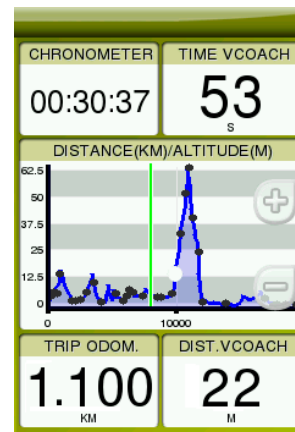 CHRONOMETER TIME VCOACH
00:30:37 53
S
DISTANCE(KM)/ALTITUDE(M)
62.5
50
37.5
25
12.5
0
0 10000
TRIP ODOM. DIST.VCOACH
1.100 22
KM M